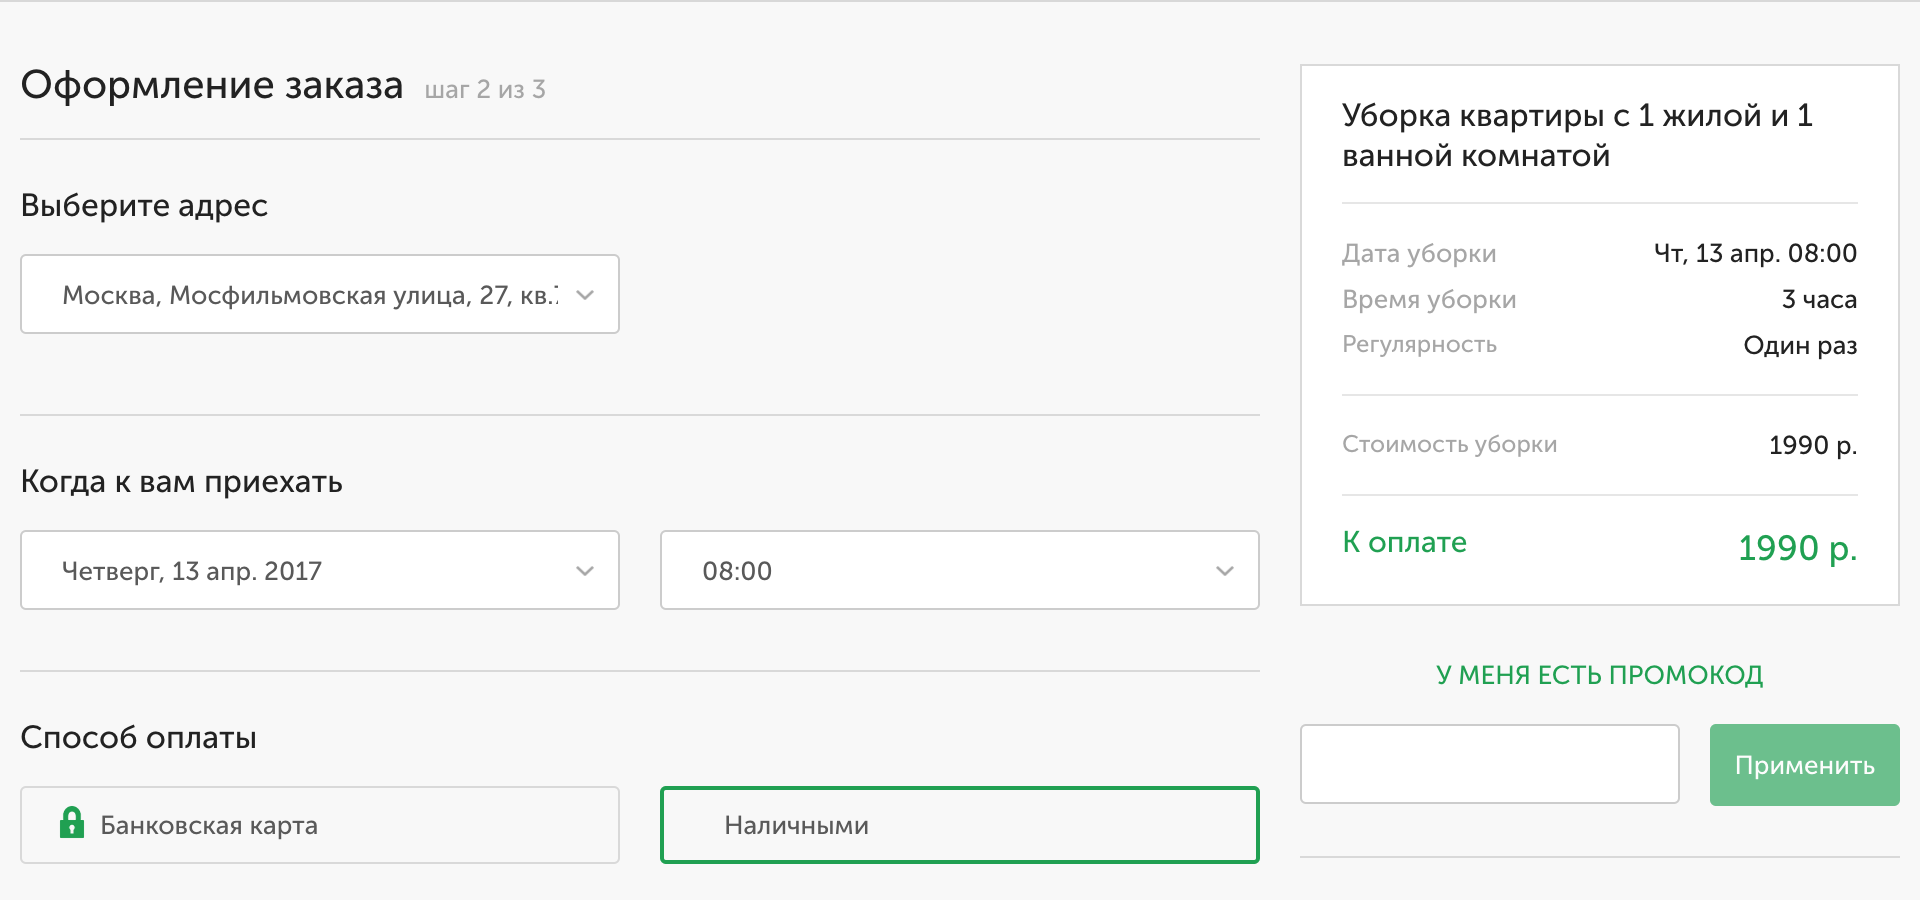 Оформление заказа шаг 2 из 3
Выберите адрес
Москва, Мосфильмовская улица, 27, кв.
Когда к вам приехать
Четверг, 13 апр. 2017
08:00
Способ оплаты
Банковская карта
Наличными
Уборка квартиры с 1 жилой и 1
ванной комнатой
Дата уборки Чт, 13 апр. 08:00
Время уборки 3 часа
Регулярность Один раз
Стоимость уборки 1990 р.
К оплате 1990 р.
У МЕНЯ ЕСТЬ ПРОМОКОД
Применить